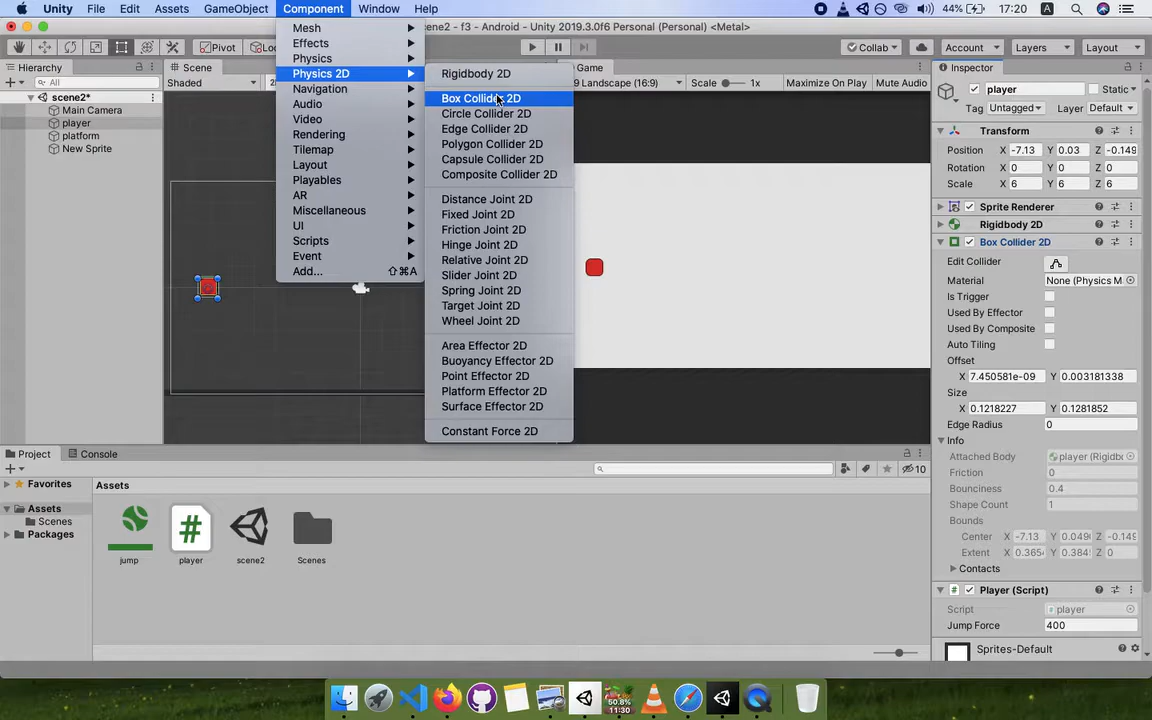 Unity File Edit Assets GameObject Component Window Help 44% 17:20 A
cene2 - f3 - Android - Unity 2019.3.0f6 Personal (Personal) <Metal>
Pivot Loc Collab Account Layers Layout
Hierarchy Scene Game Inspector
All Shaded 2 Landscape (16:9) Scale 1x Maximize On Play Mute Audio
scene2*
Main Camera
player
platform
New Sprite
Mesh
Effects
Physics
Physics 2D
Navigation
Audio
Video
Rendering
Tilemap
Layout
Playables
AR
Miscellaneous
UI
Scripts
Event
Add... ⇧⌘A
Rigidbody 2D
Box Collider 2D
Circle Collider 2D
Edge Collider 2D
Polygon Collider 2D
Capsule Collider 2D
Composite Collider 2D
Distance Joint 2D
Fixed Joint 2D
Friction Joint 2D
Hinge Joint 2D
Relative Joint 2D
Slider Joint 2D
Spring Joint 2D
Target Joint 2D
Wheel Joint 2D
Area Effector 2D
Buoyancy Effector 2D
Point Effector 2D
Platform Effector 2D
Surface Effector 2D
Constant Force 2D
player Static
Tag Untagged Layer Default
Transform
Position X -7.13 Y 0.03 Z -0.149
Rotation X 0 Y 0 Z 0
Scale X 6 Y 6 Z 6
Sprite Renderer
Rigidbody 2D
Box Collider 2D
Edit Collider
Material None (Physics M
Is Trigger
Used By Effector
Used By Composite
Auto Tiling
Offset
X 7.450581e-09 Y 0.003181338
Size
X 0.1218227 Y 0.1281852
Edge Radius 0
Info
Attached Body player (Rigidbo
Friction 0
Bounciness 0.4
Shape Count 1
Bounds
Center X -7.13 Y 0.049 Z -0.149
Extent X 0.365 Y 0.384 Z 0
Contacts
Player (Script)
Script player
Jump Force 400
Sprites-Default
Project Console
10
Favorites
Assets
Scenes
Packages
Assets
jump player scene2 Scenes
50.8%
11:30